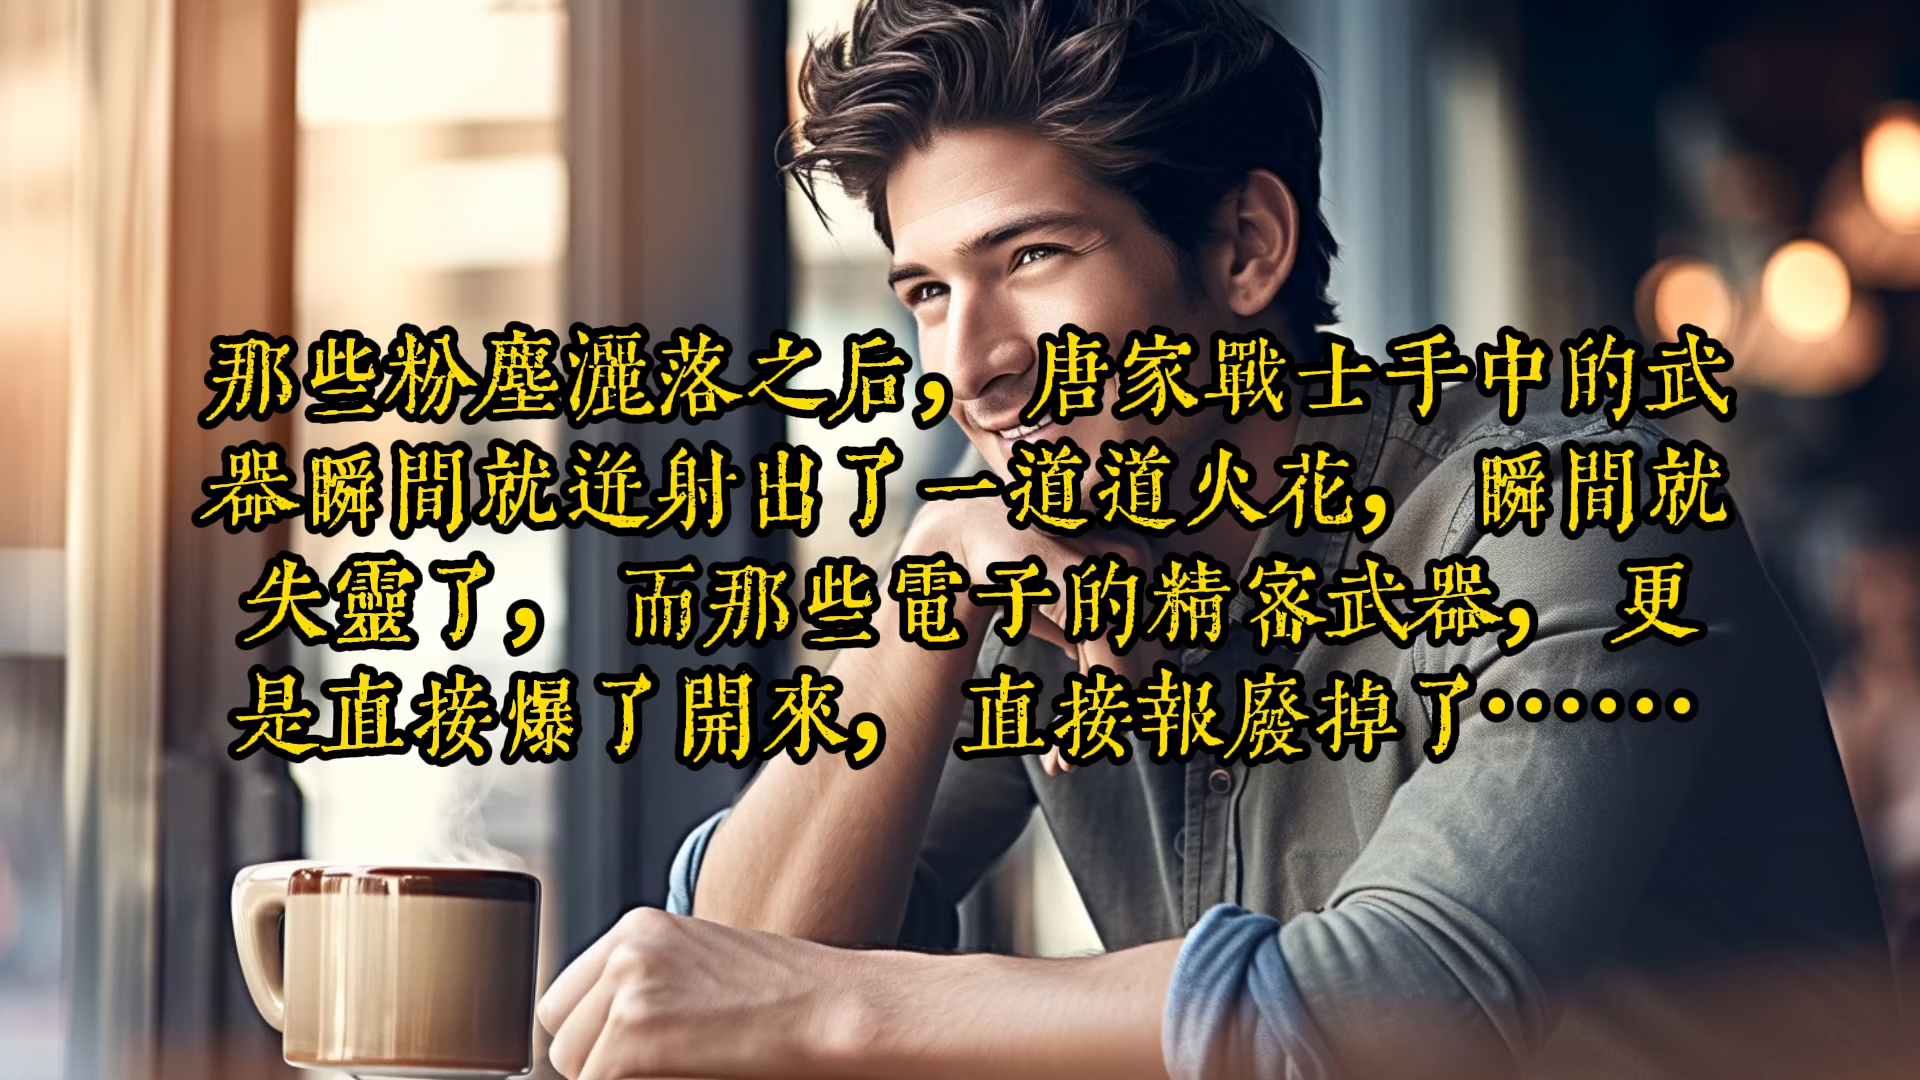 那些粉塵灑落之后，唐家戰士手中的武
器瞬間就迸射出了一道道火花，瞬間就
失靈了，而那些電子的精密武器，更
是直接爆了開來，直接報廢掉了······